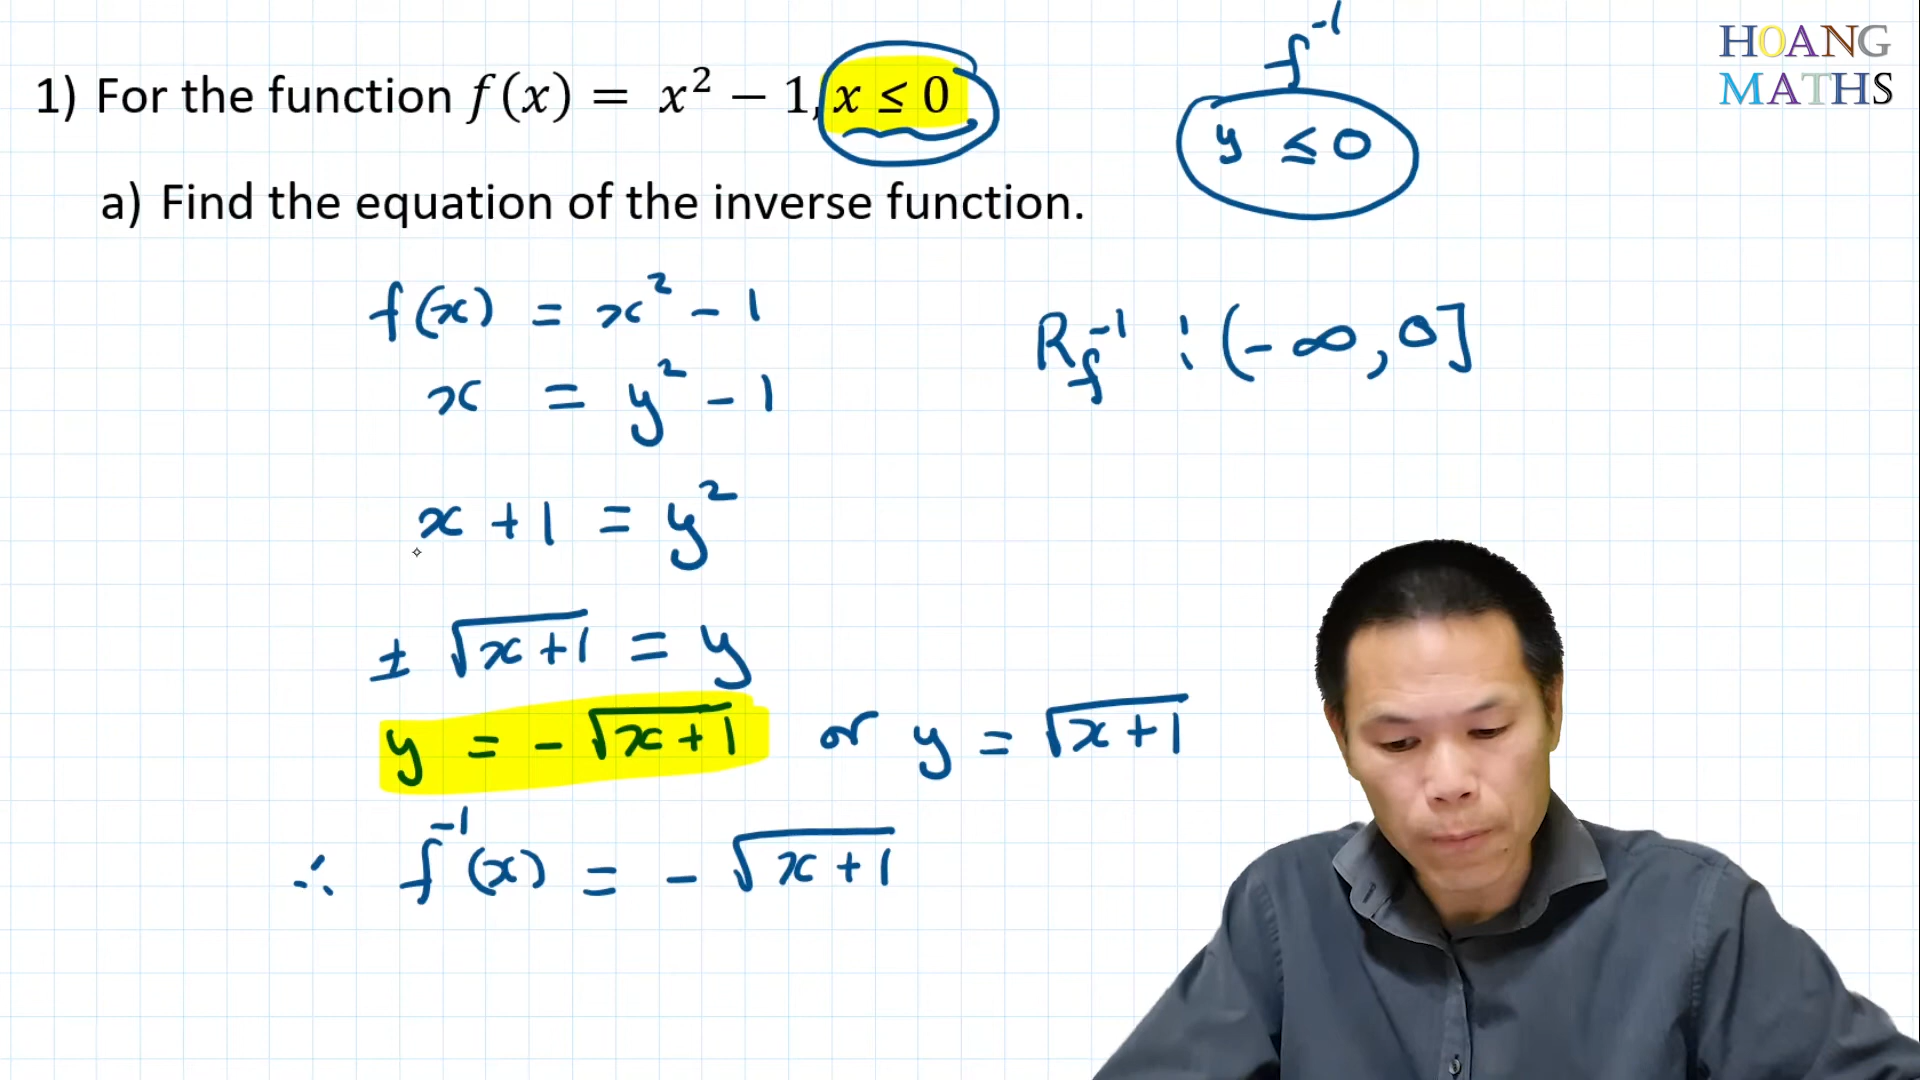 HOANG
MATHS
1) For the function f(x) = x² − 1, x ≤ 0
f⁻¹
y ≤ 0
a) Find the equation of the inverse function.
f(x) = x² - 1
R_f⁻¹ : (-∞, 0]
x = y² - 1
x + 1 = y²
± √(x+1) = y
y = - √(x+1) or y = √(x+1)
∴ f⁻¹(x) = - √(x+1)